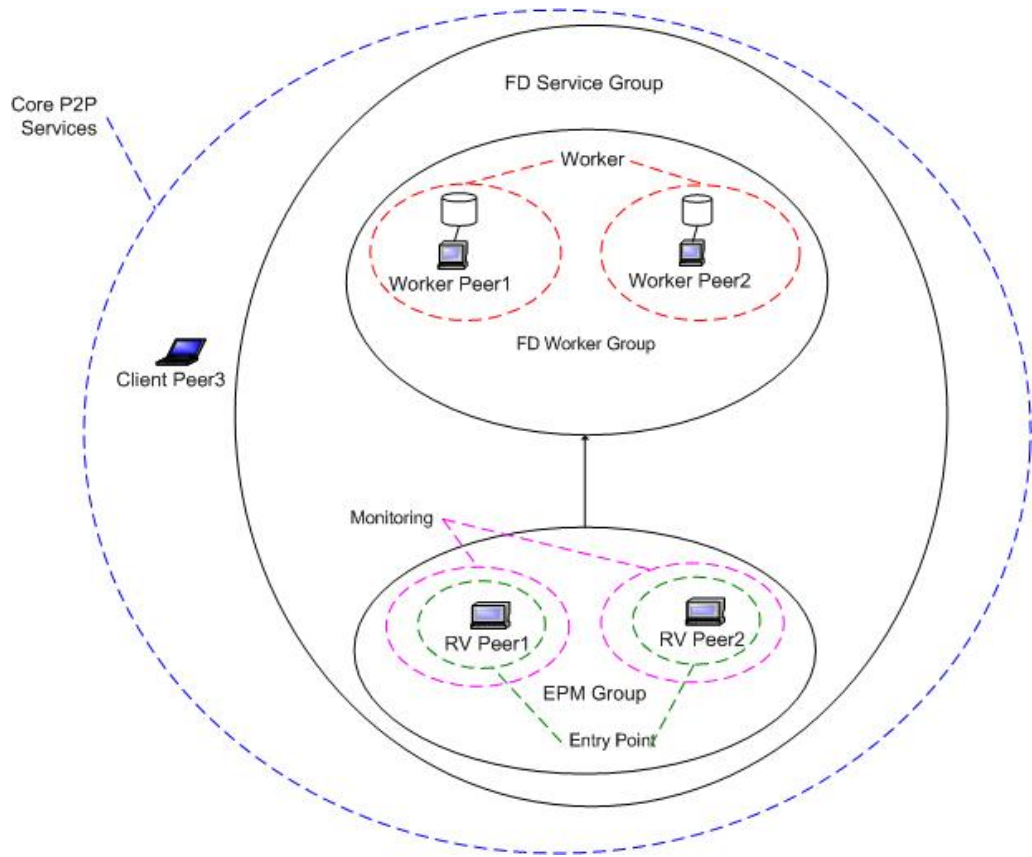 FD Service Group
Core P2P
Services
Worker
Worker Peer1
Worker Peer2
FD Worker Group
Client Peer3
Monitoring
RV Peer1
RV Peer2
EPM Group
Entry Point